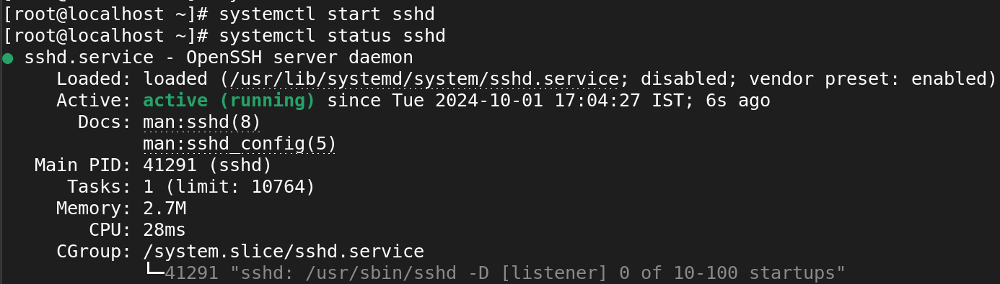 [root@localhost ~]# systemctl start sshd
[root@localhost ~]# systemctl status sshd
● sshd.service - OpenSSH server daemon
     Loaded: loaded (/usr/lib/systemd/system/sshd.service; disabled; vendor preset: enabled)
     Active: active (running) since Tue 2024-10-01 17:04:27 IST; 6s ago
       Docs: man:sshd(8)
             man:sshd_config(5)
   Main PID: 41291 (sshd)
      Tasks: 1 (limit: 10764)
     Memory: 2.7M
        CPU: 28ms
     CGroup: /system.slice/sshd.service
             └─41291 "sshd: /usr/sbin/sshd -D [listener] 0 of 10-100 startups"